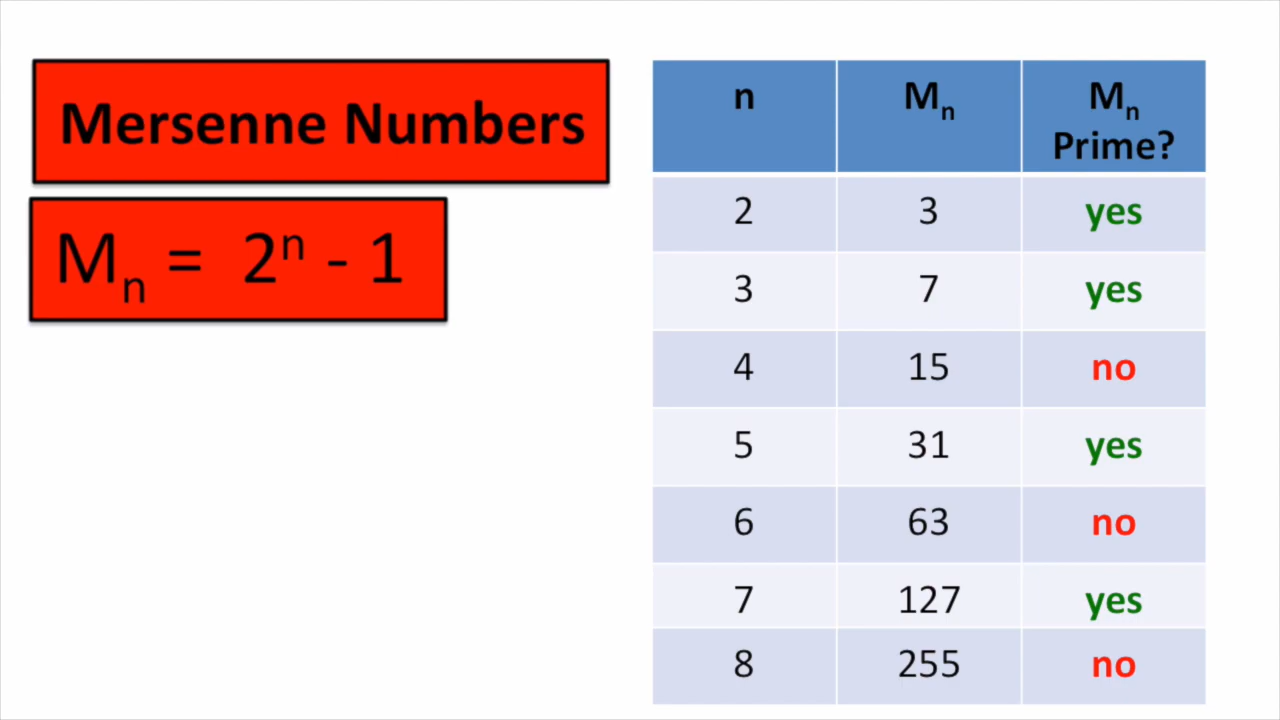 Mersenne Numbers
Mₙ = 2ⁿ - 1
n Mₙ Mₙ Prime?
2 3 yes
3 7 yes
4 15 no
5 31 yes
6 63 no
7 127 yes
8 255 no